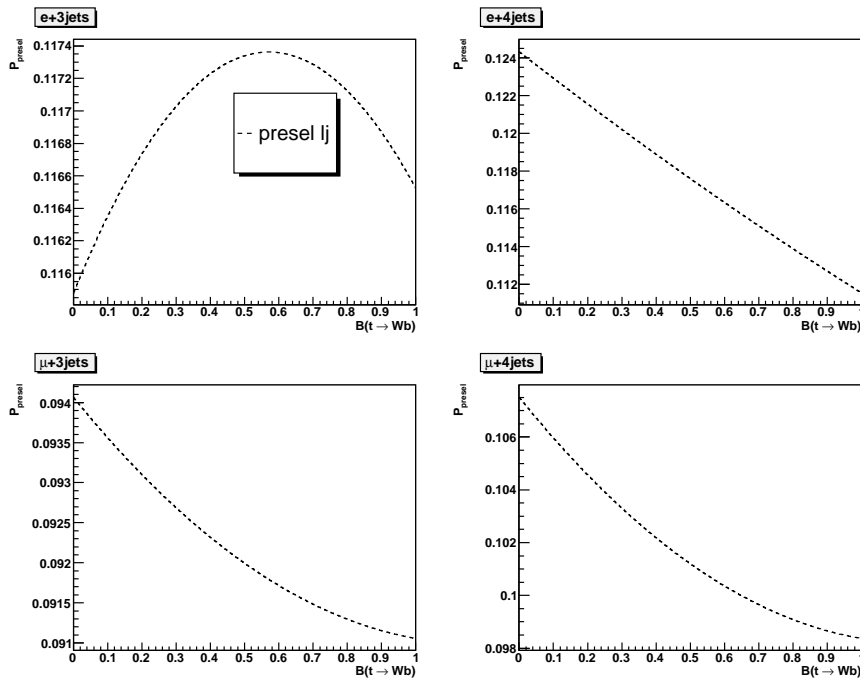 e+3jets
P_presel
0.1174
0.1172
0.117
0.1168
0.1166
0.1164
0.1162
0.116
presel lj
0 0.1 0.2 0.3 0.4 0.5 0.6 0.7 0.8 0.9 1
B(t → Wb)
e+4jets
P_presel
0.124
0.122
0.12
0.118
0.116
0.114
0.112
0 0.1 0.2 0.3 0.4 0.5 0.6 0.7 0.8 0.9 1
B(t → Wb)
μ+3jets
P_presel
0.094
0.0935
0.093
0.0925
0.092
0.0915
0.091
0 0.1 0.2 0.3 0.4 0.5 0.6 0.7 0.8 0.9 1
B(t → Wb)
μ+4jets
P_presel
0.106
0.104
0.102
0.1
0.098
0 0.1 0.2 0.3 0.4 0.5 0.6 0.7 0.8 0.9 1
B(t → Wb)